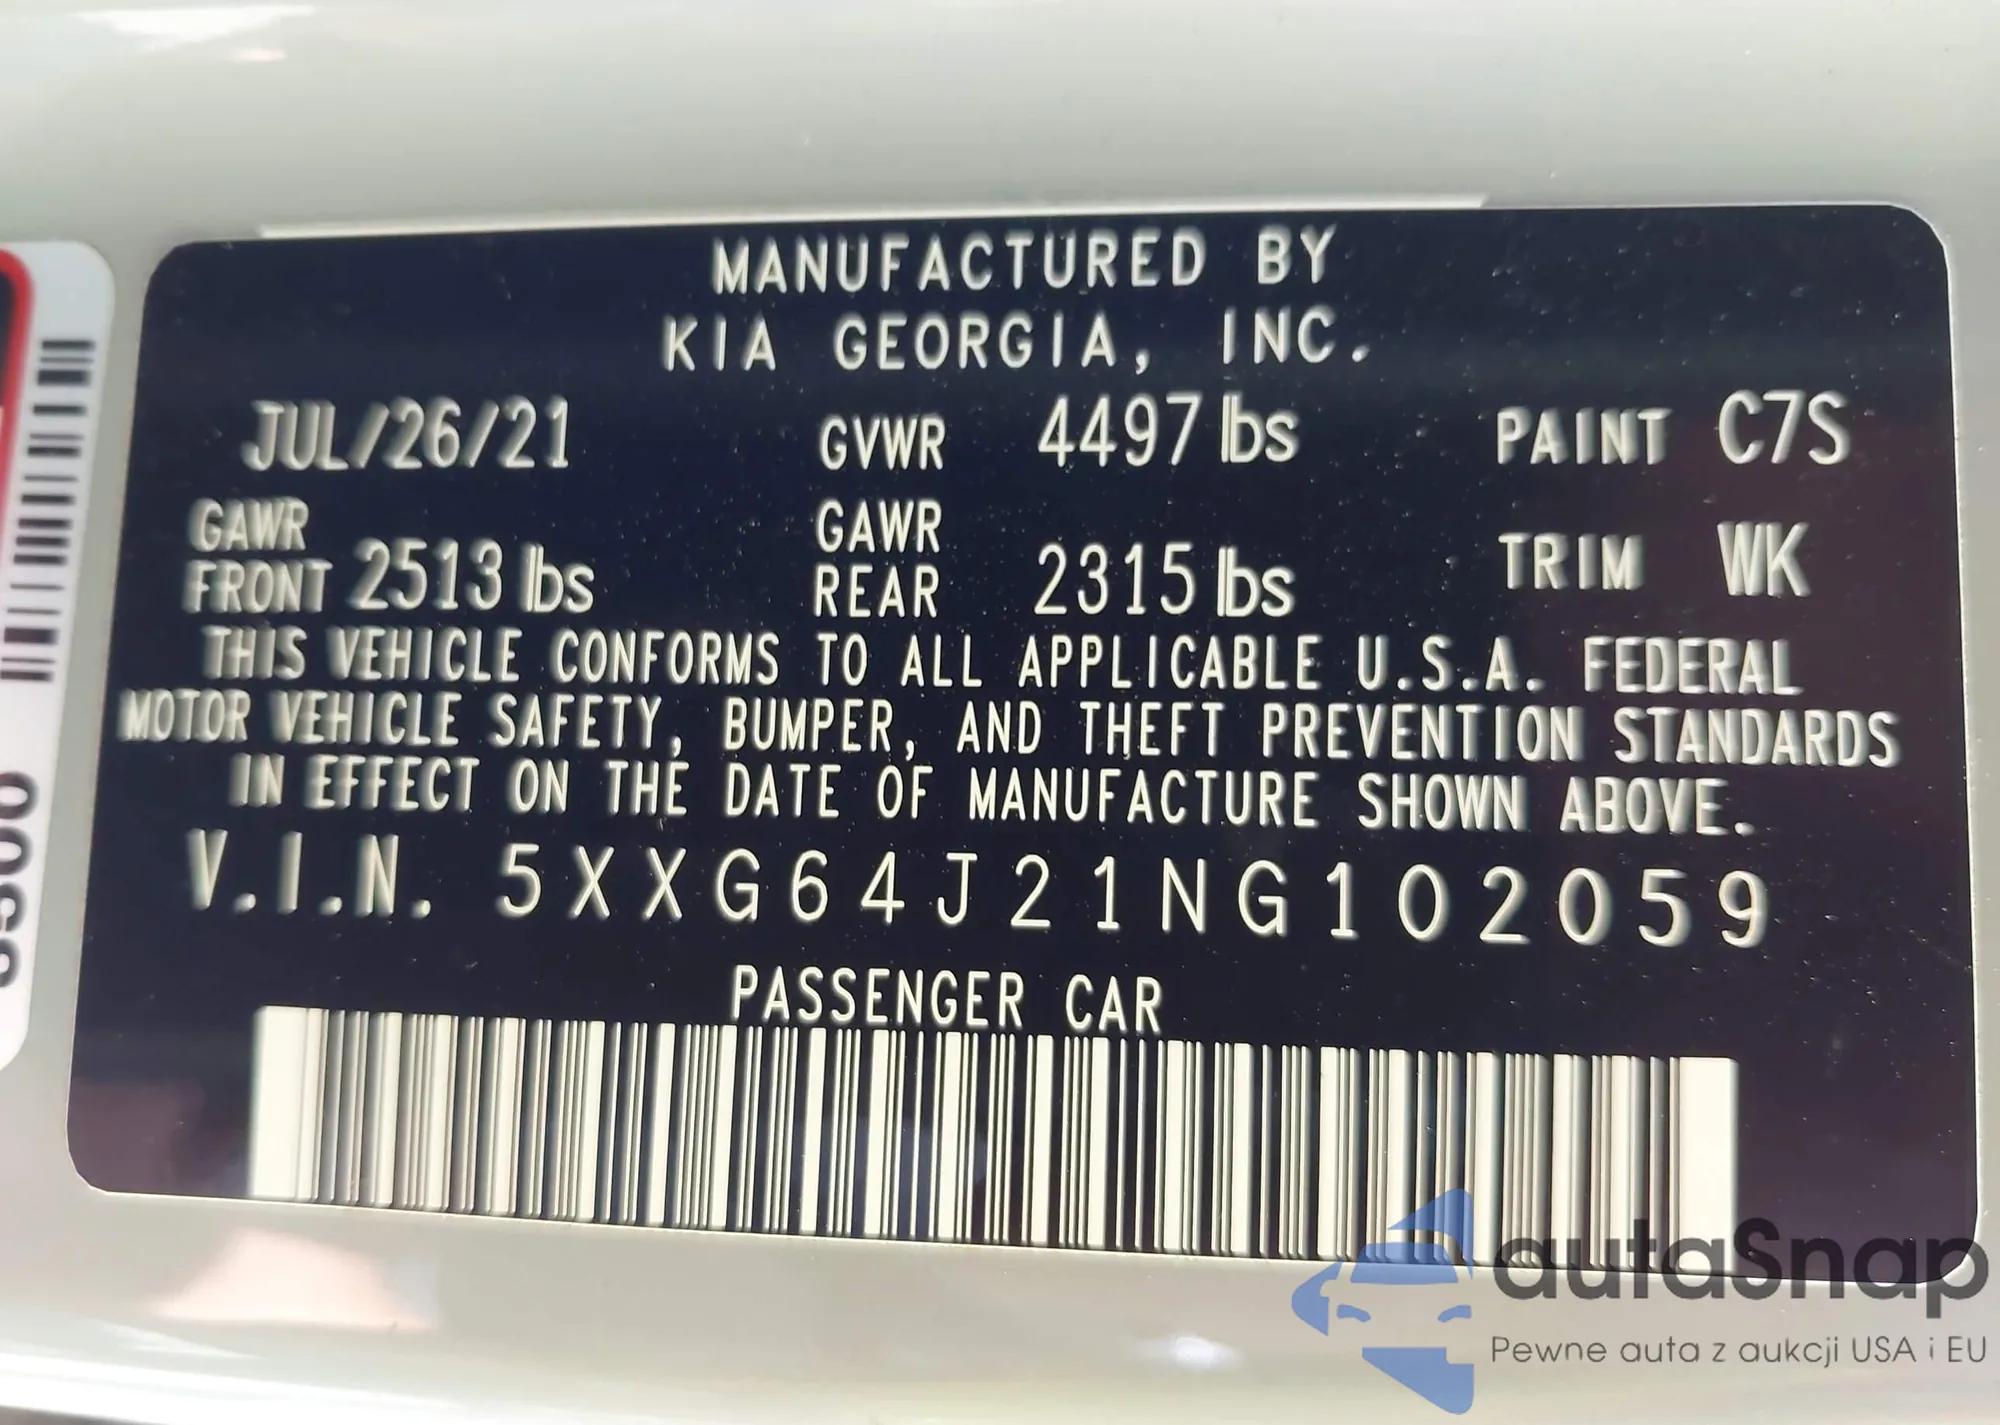 MANUFACTURED BY
KIA GEORGIA, INC.
JUL/26/21 GVWR 4497 lbs PAINT C7S
GAWR FRONT 2513 lbs GAWR REAR 2315 lbs TRIM WK
THIS VEHICLE CONFORMS TO ALL APPLICABLE U.S.A. FEDERAL
MOTOR VEHICLE SAFETY, BUMPER, AND THEFT PREVENTION STANDARDS
IN EFFECT ON THE DATE OF MANUFACTURE SHOWN ABOVE.
V.I.N. 5XXG64J21NG102059
PASSENGER CAR
autaSnap
Pewne auta z aukcji USA i EU